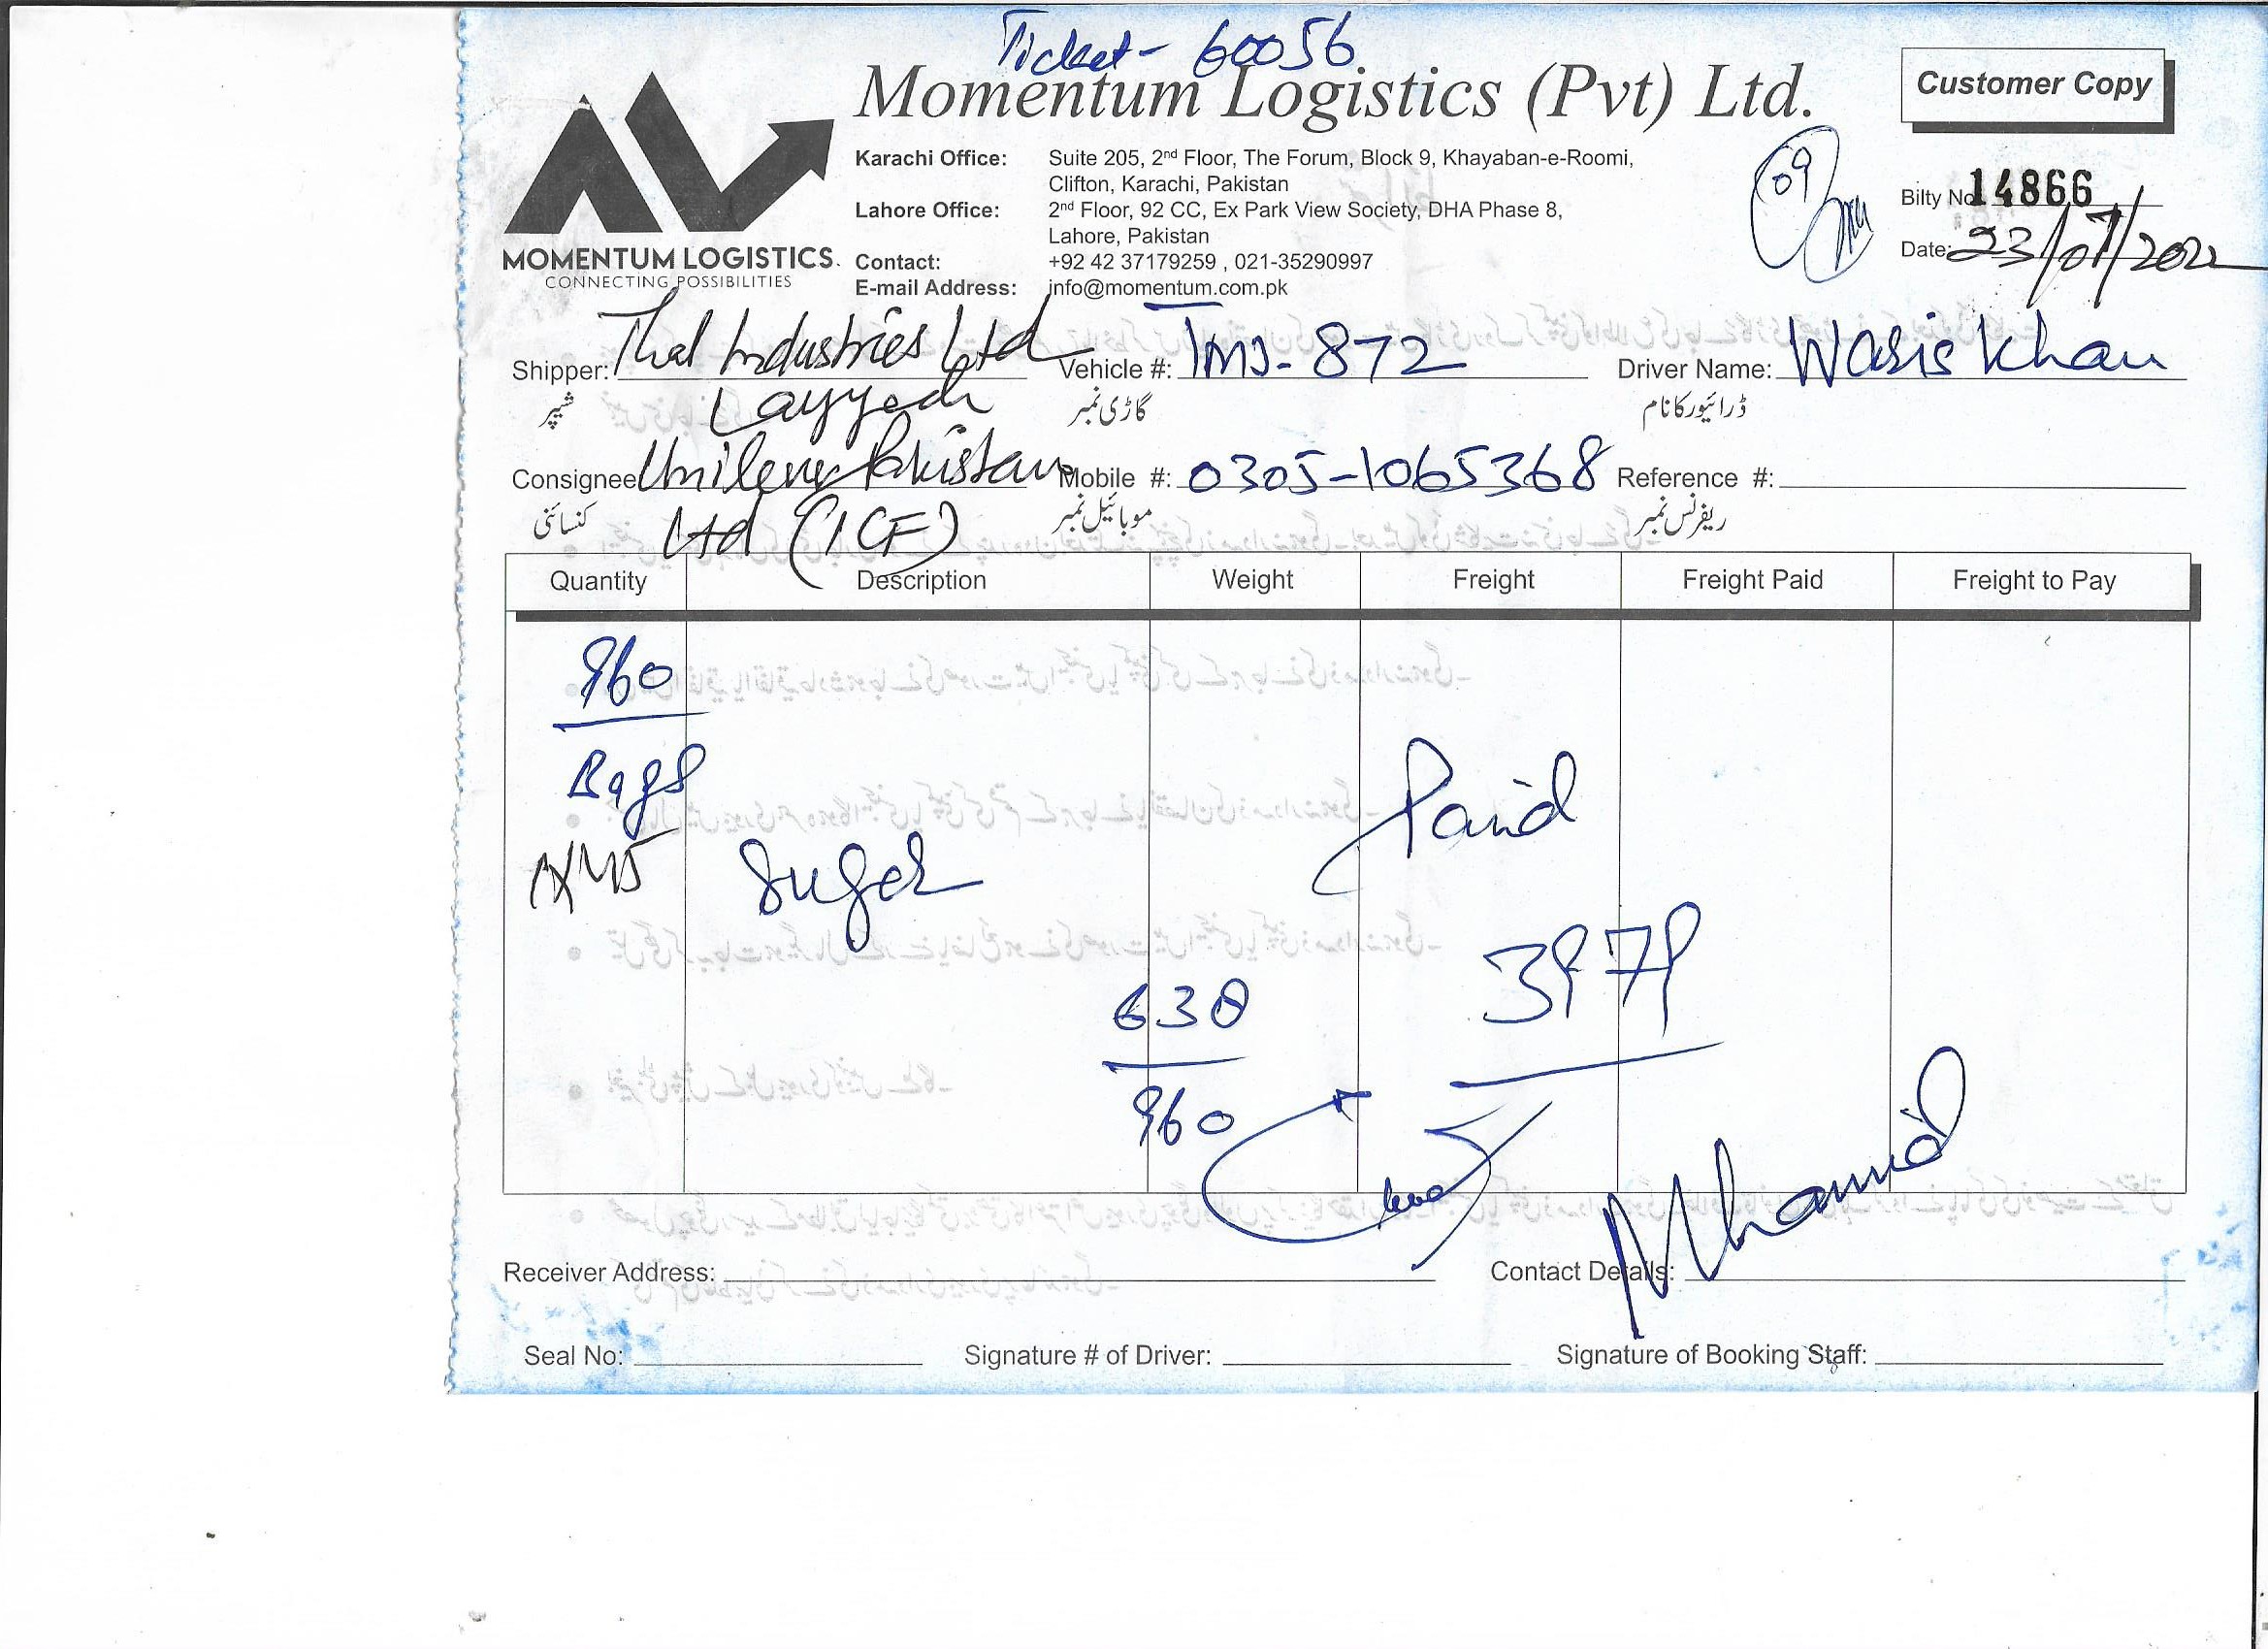 Ticket- 60056
Momentum Logistics (Pvt) Ltd.
Customer Copy
MOMENTUM LOGISTICS
CONNECTING POSSIBILITIES
Karachi Office: Suite 205, 2nd Floor, The Forum, Block 9, Khayaban-e-Roomi,
Clifton, Karachi, Pakistan
Lahore Office: 2nd Floor, 92 CC, Ex Park View Society, DHA Phase 8,
Lahore, Pakistan
Contact: +92 42 37179259 , 021-35290997
E-mail Address: info@momentum.com.pk
09
Bilty No 14866
Date: 23/07/2022
Shipper: Thal Industries Ltd Vehicle #: TMJ-872 Driver Name: Waris Khan
شپپر Layyah گاڑی نمبر ڈرائیور کا نام
Consignee Unilever Pakistan Mobile #: 0305-1065368 Reference #:
کنسائنی Ltd (ICF) موبائیل نمبر ریفرنس نمبر
Quantity Description Weight Freight Freight Paid Freight to Pay
960
Bags
X45
Suger
Paid
3979
630
960
Receiver Address: Contact Details:
Seal No: Signature # of Driver: Signature of Booking Staff: